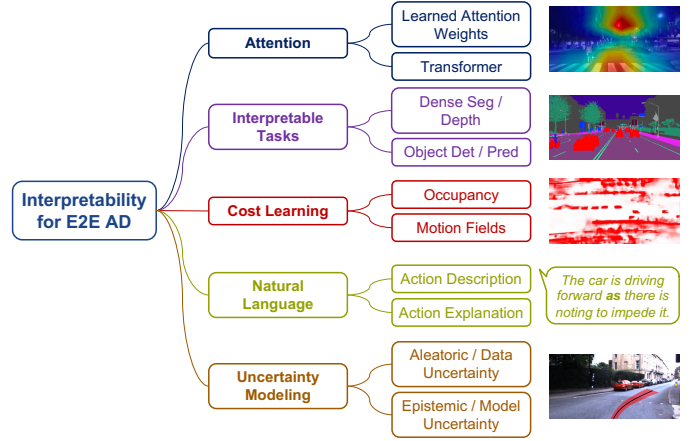 Interpretability
for E2E AD
Attention
Learned Attention
Weights
Transformer
Interpretable
Tasks
Dense Seg /
Depth
Object Det / Pred
Cost Learning
Occupancy
Motion Fields
Natural
Language
Action Description
Action Explanation
The car is driving
forward as there is
noting to impede it.
Uncertainty
Modeling
Aleatoric / Data
Uncertainty
Epistemic / Model
Uncertainty